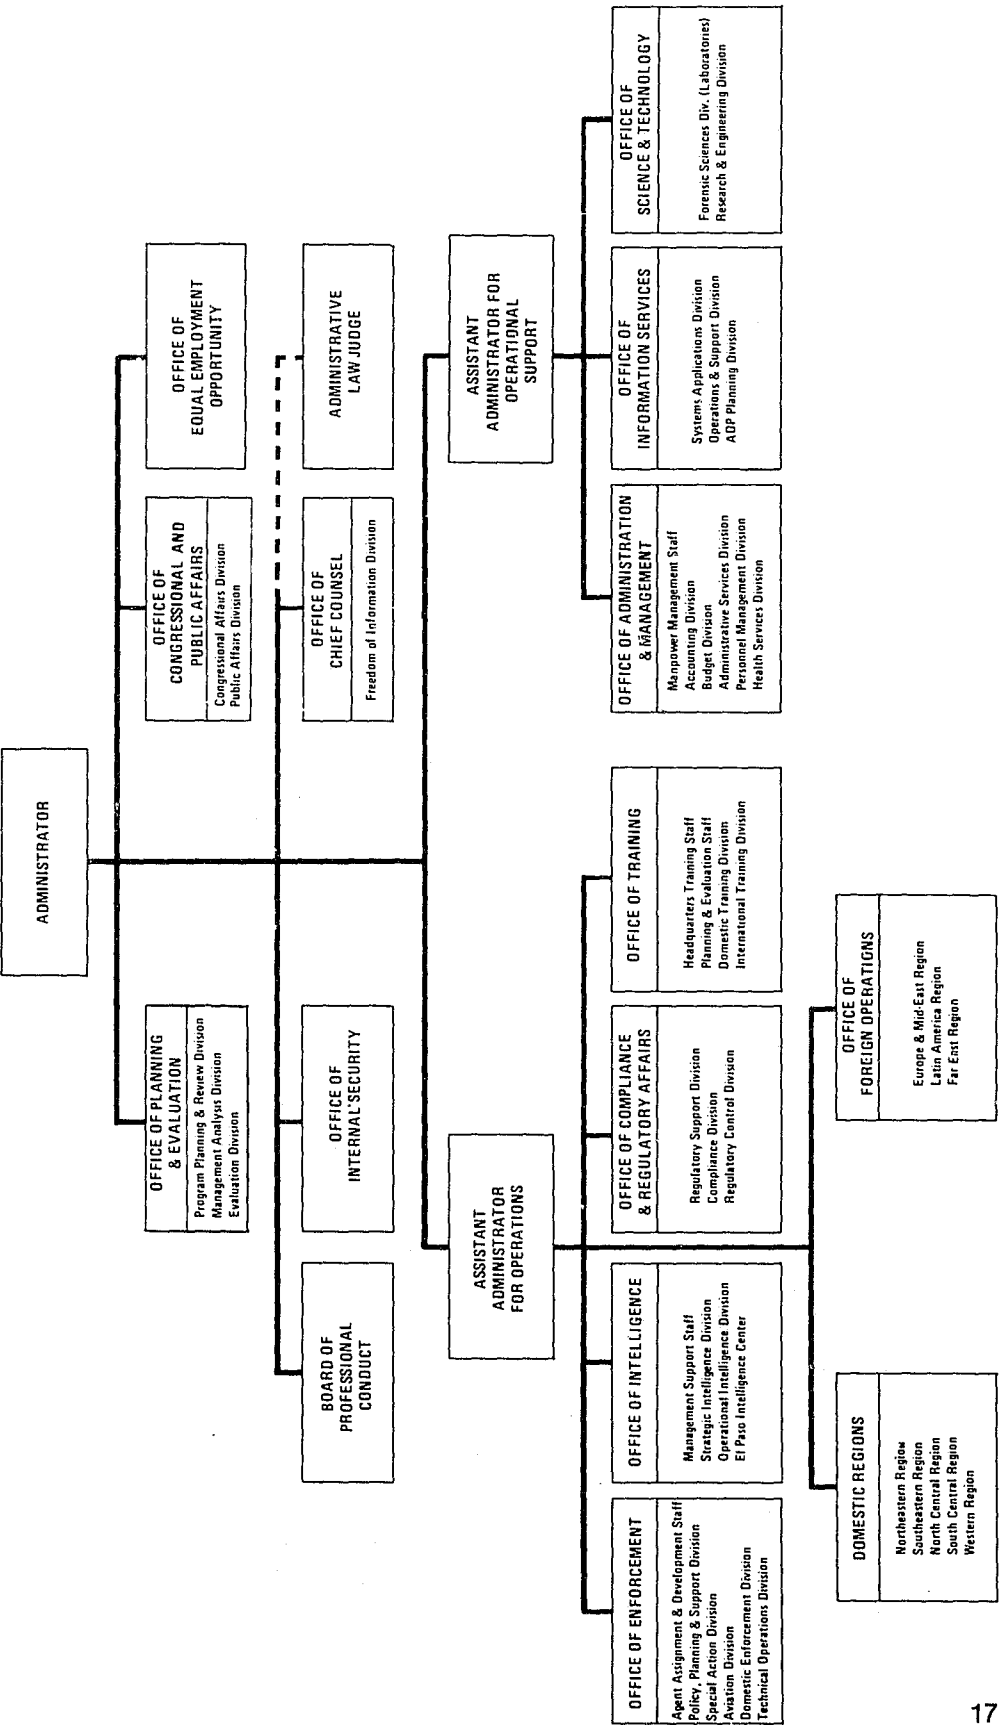 ADMINISTRATOR
OFFICE OF PLANNING
& EVALUATION
Program Planning & Review Division
Management Analysis Division
Evaluation Division
OFFICE OF
CONGRESSIONAL AND
PUBLIC AFFAIRS
Congressional Affairs Division
Public Affairs Division
OFFICE OF
EQUAL EMPLOYMENT
OPPORTUNITY
BOARD OF
PROFESSIONAL
CONDUCT
OFFICE OF
INTERNAL SECURITY
OFFICE OF
CHIEF COUNSEL
Freedom of Information Division
ADMINISTRATIVE
LAW JUDGE
ASSISTANT
ADMINISTRATOR
FOR OPERATIONS
ASSISTANT
ADMINISTRATOR FOR
OPERATIONAL
SUPPORT
OFFICE OF ENFORCEMENT
Agent Assignment & Development Staff
Policy, Planning & Support Division
Special Action Division
Aviation Division
Domestic Enforcement Division
Technical Operations Division
OFFICE OF INTELLIGENCE
Management Support Staff
Strategic Intelligence Division
Operational Intelligence Division
El Paso Intelligence Center
OFFICE OF COMPLIANCE
& REGULATORY AFFAIRS
Regulatory Support Division
Compliance Division
Regulatory Control Division
OFFICE OF TRAINING
Headquarters Training Staff
Planning & Evaluation Staff
Domestic Training Division
International Training Division
OFFICE OF ADMINISTRATION
& MANAGEMENT
Manpower Management Staff
Accounting Division
Budget Division
Administrative Services Division
Personnel Management Division
Health Services Division
OFFICE OF
INFORMATION SERVICES
Systems Applications Division
Operations & Support Division
ADP Planning Division
OFFICE OF
SCIENCE & TECHNOLOGY
Forensic Sciences Div. (Laboratories)
Research & Engineering Division
DOMESTIC REGIONS
Northeastern Region
Southeastern Region
North Central Region
South Central Region
Western Region
OFFICE OF
FOREIGN OPERATIONS
Europe & Mid-East Region
Latin America Region
Far East Region
17